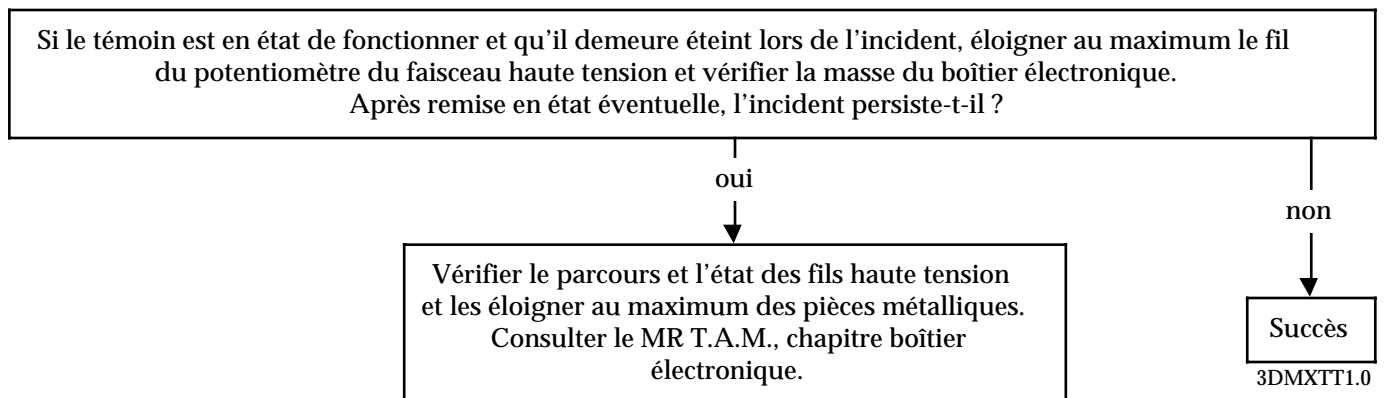 Si le témoin est en état de fonctionner et qu'il demeure éteint lors de l'incident, éloigner au maximum le fil
du potentiomètre du faisceau haute tension et vérifier la masse du boîtier électronique.
Après remise en état éventuelle, l'incident persiste-t-il ?
oui
non
Vérifier le parcours et l'état des fils haute tension
et les éloigner au maximum des pièces métalliques.
Consulter le MR T.A.M., chapitre boîtier
électronique.
Succès
3DMXTT1.0